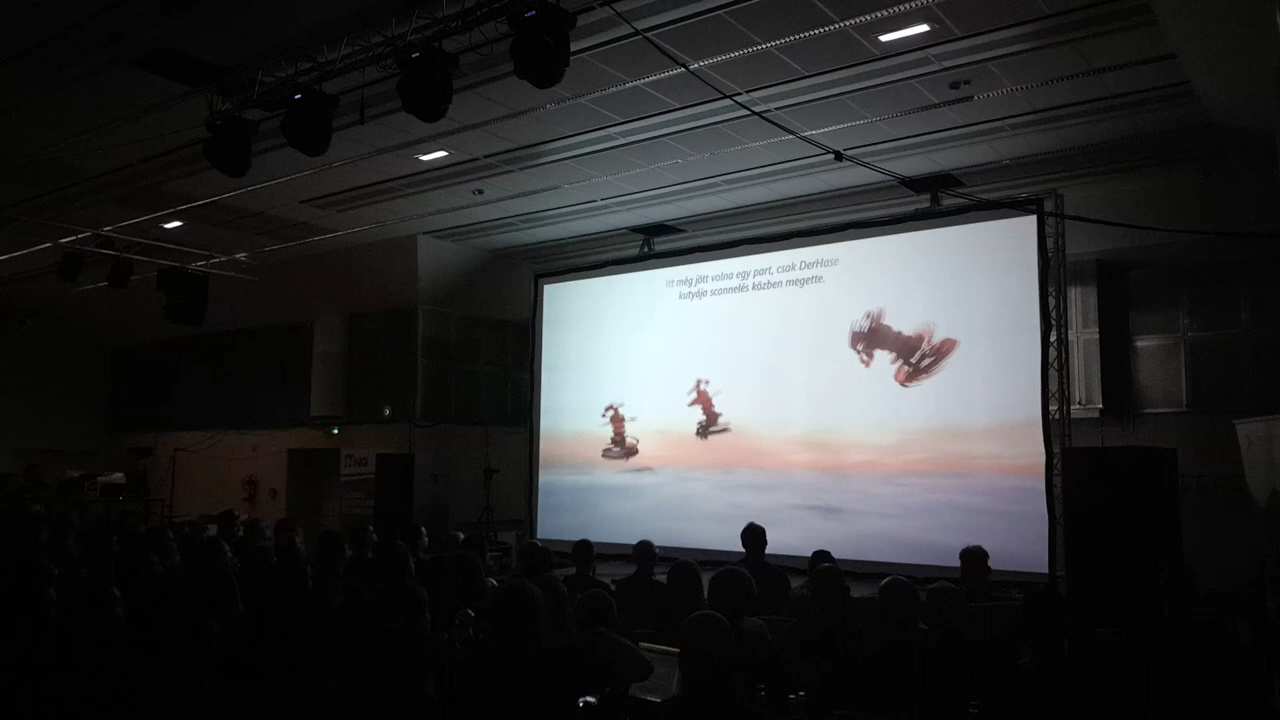 Itt még jött volna egy part, csak DerHase
kutyája scannelés közben megette.